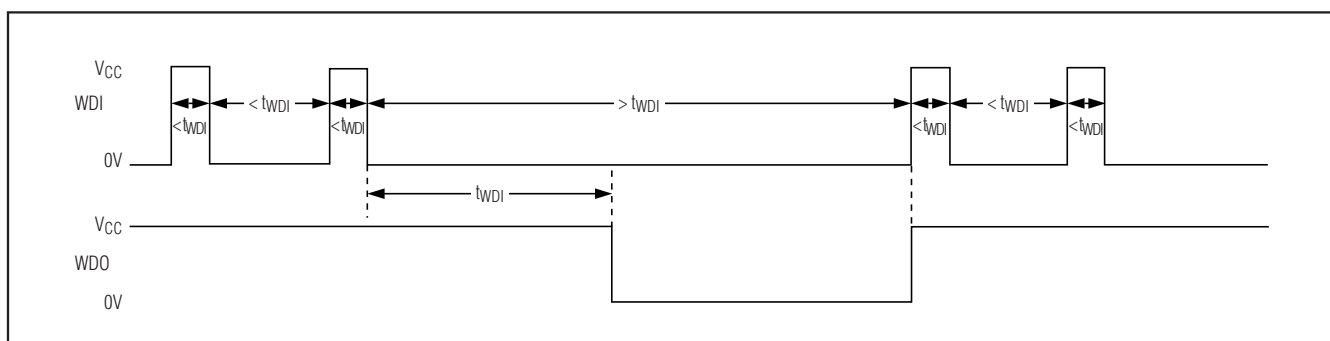 VCC
WDI
< tWDI
> tWDI
< tWDI
<tWDI
<tWDI
<tWDI
<tWDI
0V
tWDI
VCC
WDO
0V